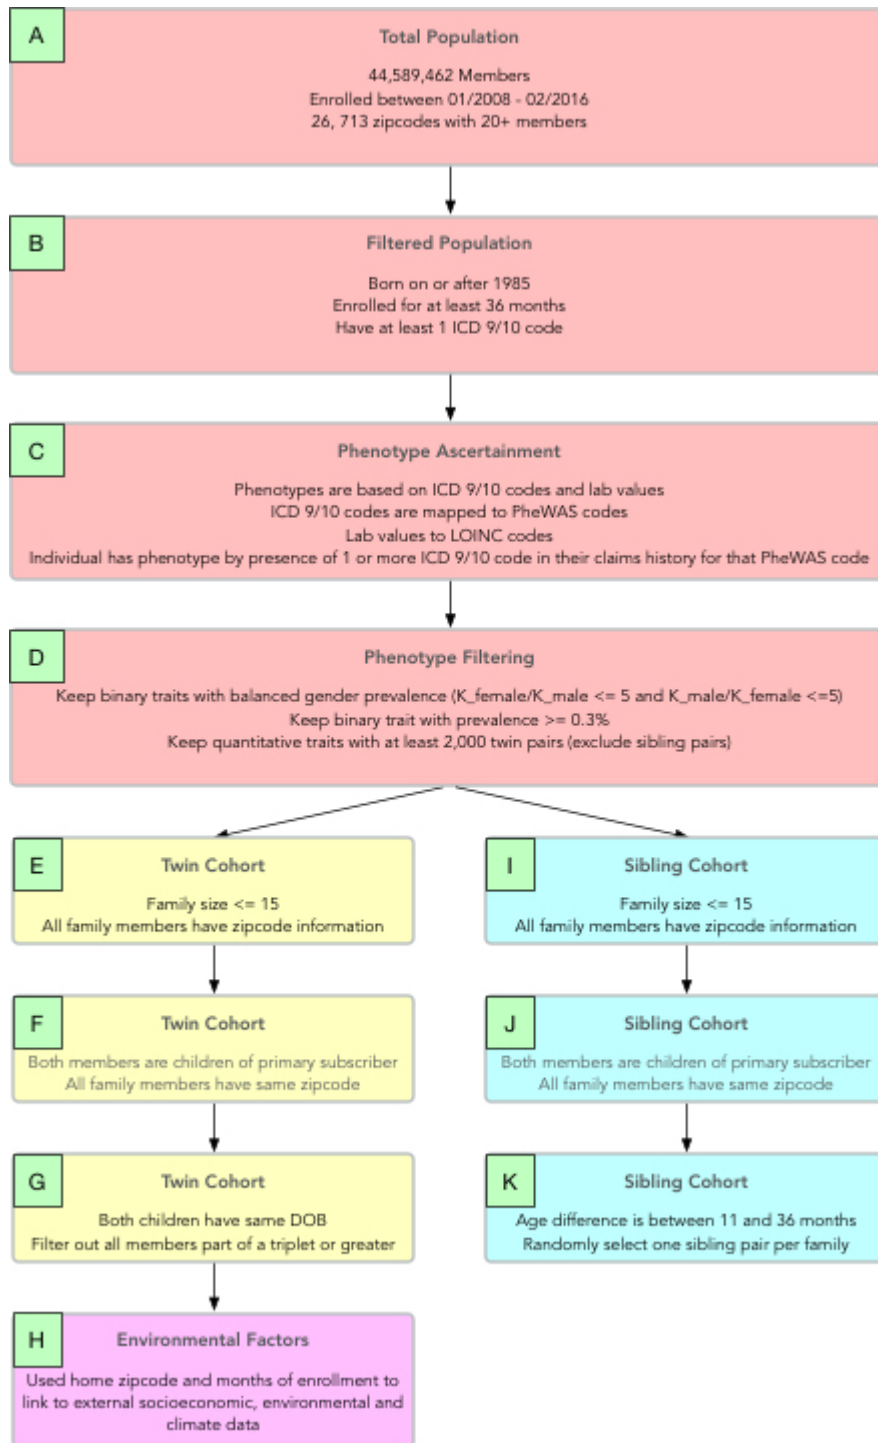 A
Total Population
44,589,462 Members
Enrolled between 01/2008 - 02/2016
26, 713 zipcodes with 20+ members
B
Filtered Population
Born on or after 1985
Enrolled for at least 36 months
Have at least 1 ICD 9/10 code
C
Phenotype Ascertainment
Phenotypes are based on ICD 9/10 codes and lab values
ICD 9/10 codes are mapped to PheWAS codes
Lab values to LOINC codes
Individual has phenotype by presence of 1 or more ICD 9/10 code in their claims history for that PheWAS code
D
Phenotype Filtering
Keep binary traits with balanced gender prevalence (K_female/K_male <= 5 and K_male/K_female <=5)
Keep binary trait with prevalence >= 0.3%
Keep quantitative traits with at least 2,000 twin pairs (exclude sibling pairs)
E
Twin Cohort
Family size <= 15
All family members have zipcode information
F
Twin Cohort
Both members are children of primary subscriber
All family members have same zipcode
G
Twin Cohort
Both children have same DOB
Filter out all members part of a triplet or greater
H
Environmental Factors
Used home zipcode and months of enrollment to
link to external socioeconomic, environmental and
climate data
I
Sibling Cohort
Family size <= 15
All family members have zipcode information
J
Sibling Cohort
Both members are children of primary subscriber
All family members have same zipcode
K
Sibling Cohort
Age difference is between 11 and 36 months
Randomly select one sibling pair per family